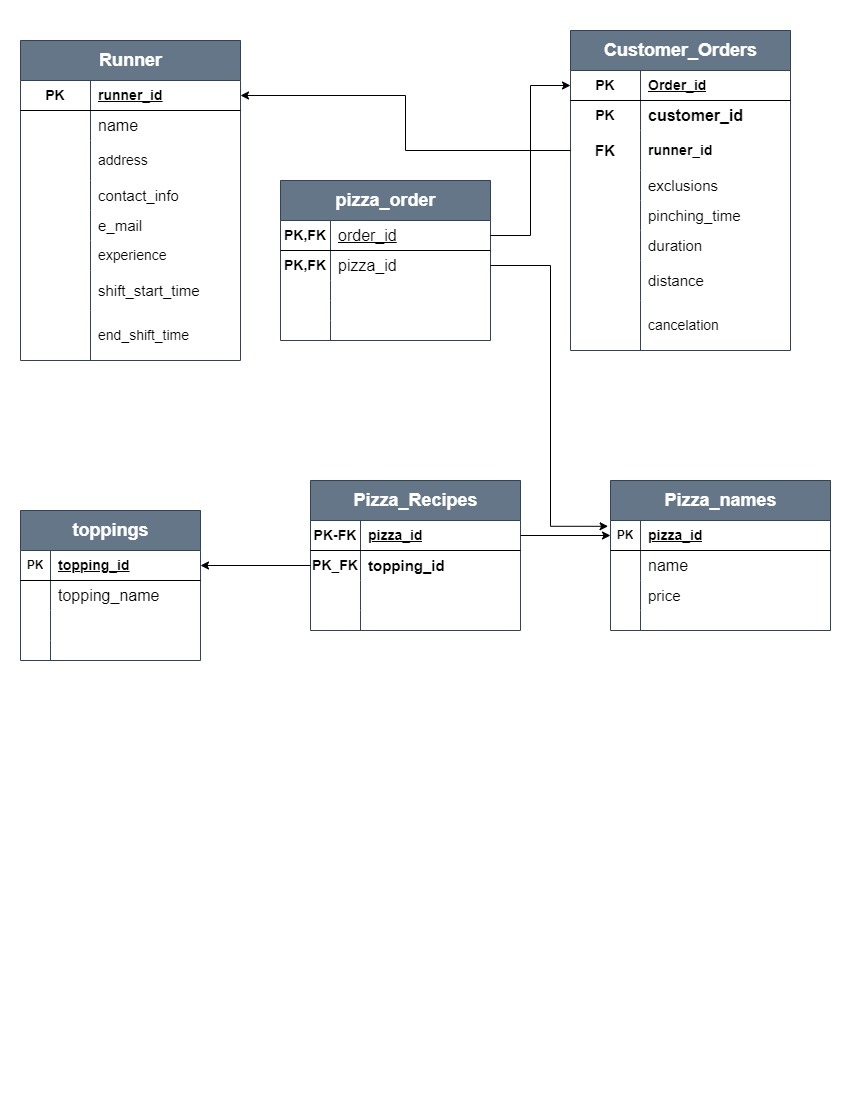 Runner
PK runner_id
name
address
contact_info
e_mail
experience
shift_start_time
end_shift_time
Customer_Orders
PK Order_id
PK customer_id
FK runner_id
exclusions
pinching_time
duration
distance
cancelation
pizza_order
PK,FK order_id
PK,FK pizza_id
toppings
PK topping_id
topping_name
Pizza_Recipes
PK-FK pizza_id
PK_FK topping_id
Pizza_names
PK pizza_id
name
price